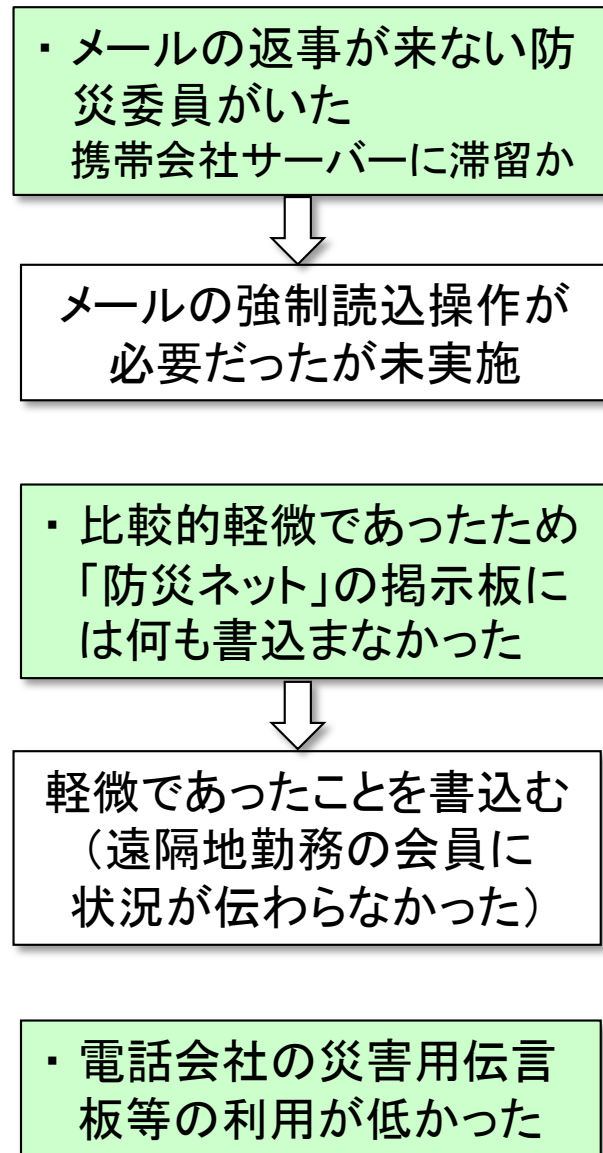 ・メールの返事が来ない防
災委員がいた
携帯会社サーバーに滞留か
メールの強制読込操作が
必要だったが未実施
・比較的軽微であったため
「防災ネット」の掲示板に
は何も書込まなかった
軽微であったことを書込む
（遠隔地勤務の会員に
状況が伝わらなかった）
・電話会社の災害用伝言
板等の利用が低かった